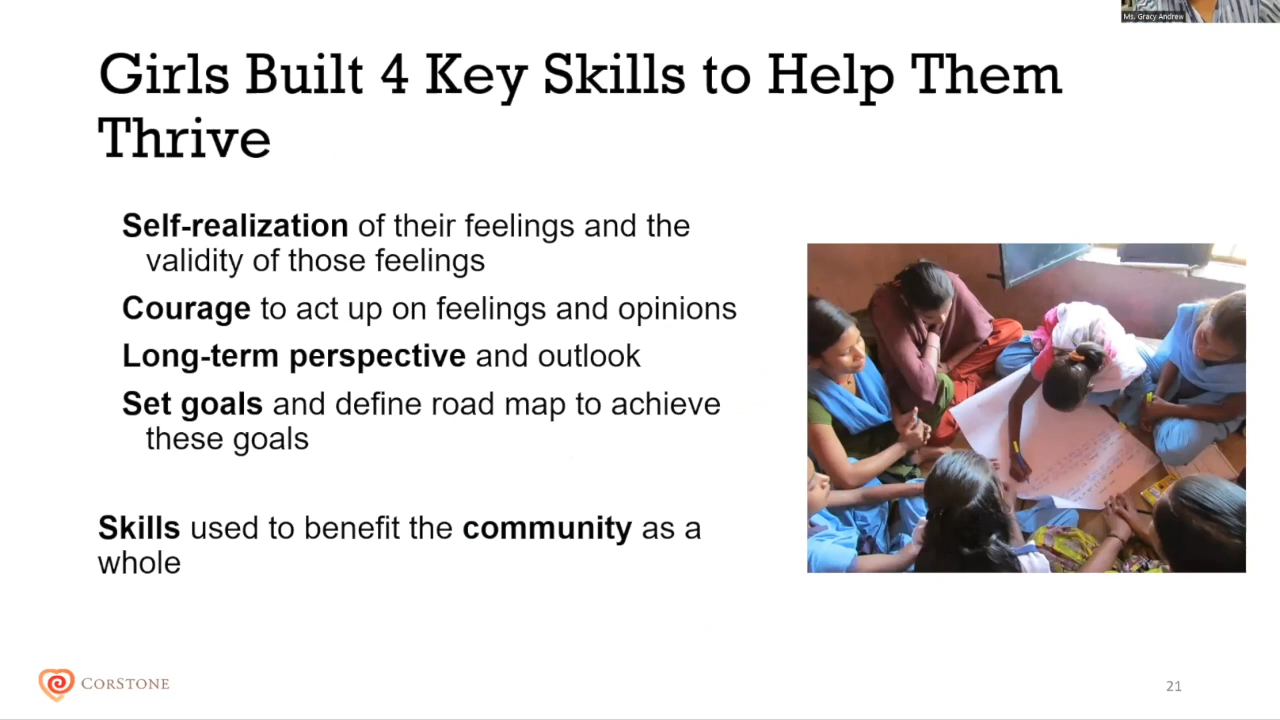 Ms. Gracy Andrew
Girls Built 4 Key Skills to Help Them
Thrive
Self-realization of their feelings and the
validity of those feelings
Courage to act up on feelings and opinions
Long-term perspective and outlook
Set goals and define road map to achieve
these goals
Skills used to benefit the community as a
whole
CORSTONE
21